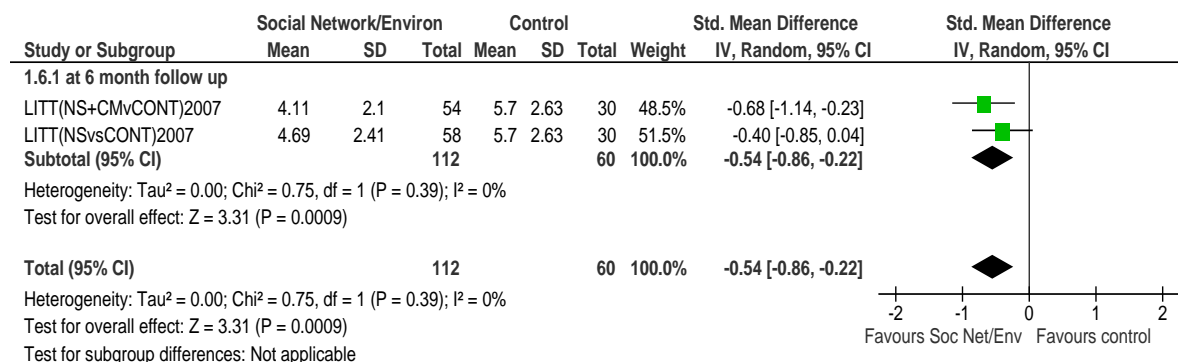 Social Network/Environ Control Std. Mean Difference Std. Mean Difference
Study or Subgroup Mean SD Total Mean SD Total Weight IV, Random, 95% CI IV, Random, 95% CI
1.6.1 at 6 month follow up
LITT(NS+CMvCONT)2007 4.11 2.1 54 5.7 2.63 30 48.5% -0.68 [-1.14, -0.23]
LITT(NSvsCONT)2007 4.69 2.41 58 5.7 2.63 30 51.5% -0.40 [-0.85, 0.04]
Subtotal (95% CI) 112 60 100.0% -0.54 [-0.86, -0.22]
Heterogeneity: Tau² = 0.00; Chi² = 0.75, df = 1 (P = 0.39); I² = 0%
Test for overall effect: Z = 3.31 (P = 0.0009)
Total (95% CI) 112 60 100.0% -0.54 [-0.86, -0.22]
Heterogeneity: Tau² = 0.00; Chi² = 0.75, df = 1 (P = 0.39); I² = 0%
Test for overall effect: Z = 3.31 (P = 0.0009)
Test for subgroup differences: Not applicable
-2 -1 0 1 2
Favours Soc Net/Env Favours control